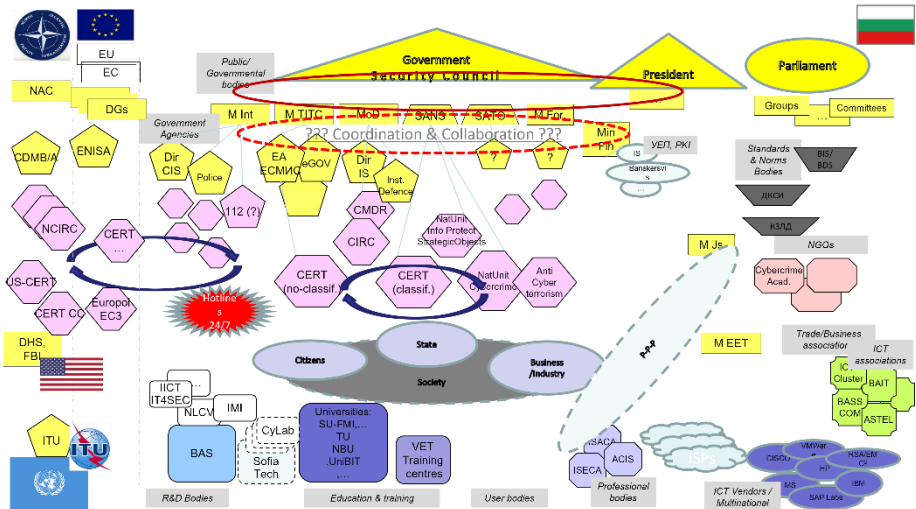 EU
EC
NAC
DGs
CDMB/A
ENISA
NCIRC
CERT
...
US-CERT
CERT CC
Europol
EC3
DHS,
FBI
ITU
Public/
Governmental
bodies
Government
Security Council
President
Parliament
M Int
M TITC
MoD
SANS
SATO
M For
??? Coordination & Collaboration ???
Min
Fin
Groups
...
Committees
Government
Agencies
Dir
CIS
Police
112 (?)
EA
ЕСМИС
eGOV
Dir
IS
Inst.
Defence
?
?
IS
УЕП, PKI
...
Standards
& Norms
Bodies
BIS/
BDS
ДКСИ
КЗЛД
CMDR
CIRC
NatUnit
Info Protect
StrategicObjects
CERT
(no-classif.)
CERT
(classif.)
NatUnit
Cybercrime
Anti
Cyber
terrorism
Hotline
s
24/7
M Js
NGOs
Cybercrime
Acad.
P-P-P
M EET
Trade/Business
ICT
associations
ICT
Cluster
BAIT
BASS
COM
ASTEL
Citizens
State
Business
/Industry
Society
...
IICT
IT4SEC
NLCV
IMI
BAS
CyLab
Sofia
Tech
Universities:
SU-FMI,...
TU
NBU
,UniBIT
,....
VET
Training
centres
ISACA
ISECA
ACIS
ISPs
CISCO
VMWar
HP
MS
IBM
SAP Labs
R&D Bodies
Education & training
User bodies
Professional
bodies
ICT Vendors /
Multinational